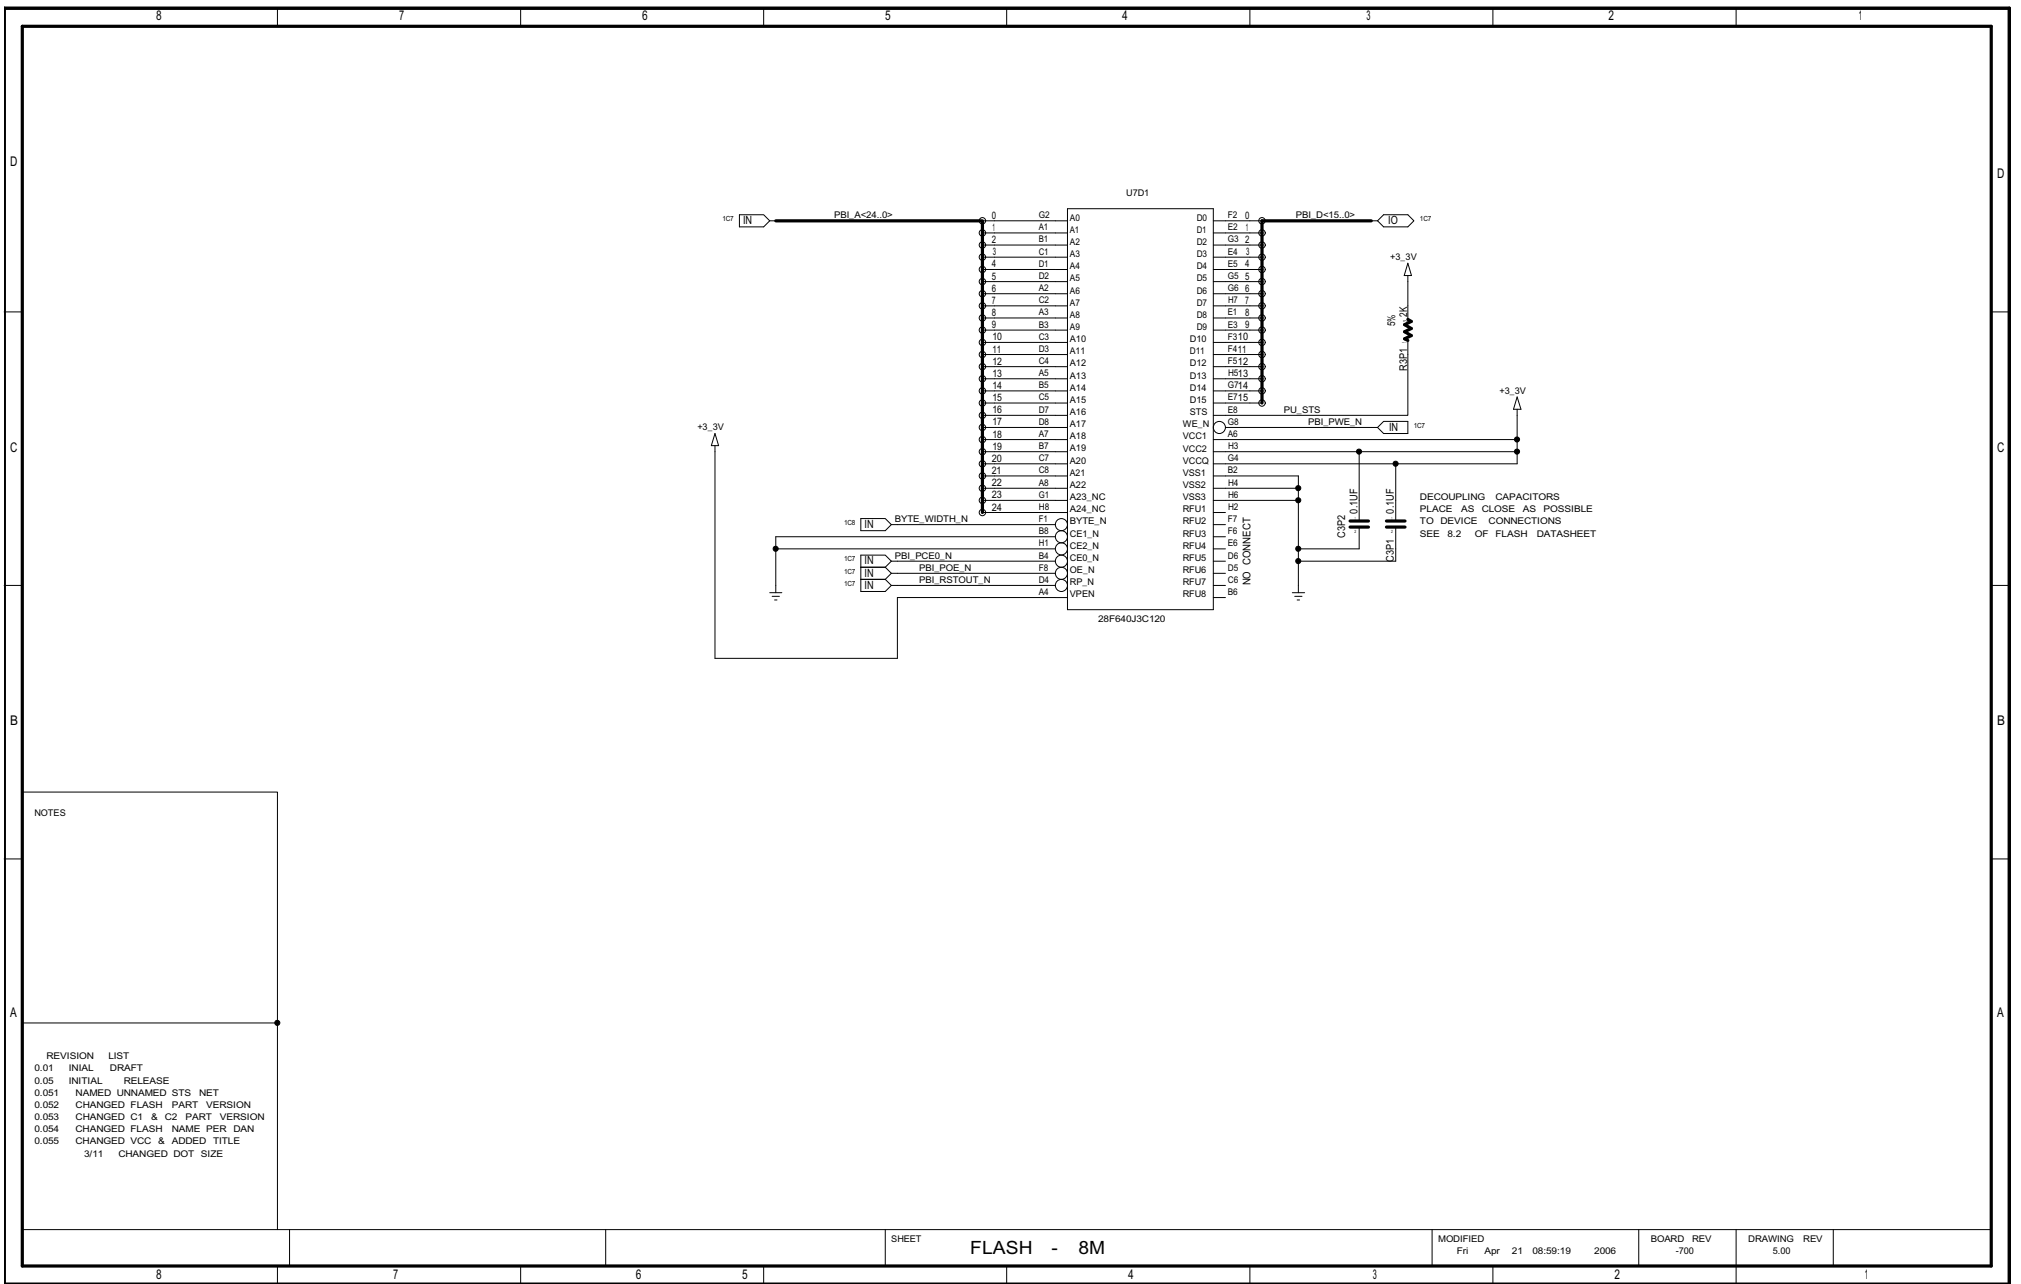 8 7 6 5 4 3 2 1
D
D
U7D1
1C7 IN PBI_A<24..0>
PBI_D<15..0> IO 1C7
0 G2 A0 D0 F2 0
1 A1 A1 D1 E2 1
2 B1 A2 D2 G3 2
3 C1 A3 D3 E4 3
4 D1 A4 D4 E5 4
5 D2 A5 D5 G5 5
6 A2 A6 D6 G6 6
7 C2 A7 D7 H7 7
8 A3 A8 D8 E1 8
9 B3 A9 D9 E3 9
10 C3 A10 D10 F3 10
11 D3 A11 D11 F4 11
12 C4 A12 D12 F5 12
13 A5 A13 D13 H5 13
14 B5 A14 D14 G7 14
15 C5 A15 D15 E7 15
16 D7 A16 STS E8 PU_STS
17 D8 A17 WE_N G8 PBI_PWE_N IN 1C7
18 A7 A18 VCC1 A6
19 B7 A19 VCC2 H3
20 C7 A20 VCCQ G4
21 C8 A21 VSS1 B2
22 A8 A22 VSS2 H4
23 G1 A23_NC VSS3 H6
24 H8 A24_NC RFU1 H2
1C8 IN BYTE_WIDTH_N F1 BYTE_N RFU2 F7
B8 CE1_N RFU3 F6
H1 CE2_N RFU4 E6
1C7 IN PBI_PCE0_N B4 CE0_N RFU5 D6
1C7 IN PBI_POE_N F8 OE_N RFU6 D5
1C7 IN PBI_RSTOUT_N D4 RP_N RFU7 C6
A4 VPEN RFU8 B6
NO CONNECT
28F640J3C120
+3_3V
+3_3V
5% 2K
R3P1
+3_3V
C3P2 0.1UF
C3P1 0.1UF
DECOUPLING CAPACITORS
PLACE AS CLOSE AS POSSIBLE
TO DEVICE CONNECTIONS
SEE 8.2 OF FLASH DATASHEET
C
C
B
B
NOTES
A
A
REVISION LIST
0.01 INIAL DRAFT
0.05 INITIAL RELEASE
0.051 NAMED UNNAMED STS NET
0.052 CHANGED FLASH PART VERSION
0.053 CHANGED C1 & C2 PART VERSION
0.054 CHANGED FLASH NAME PER DAN
0.055 CHANGED VCC & ADDED TITLE
3/11 CHANGED DOT SIZE
SHEET
FLASH - 8M
MODIFIED
Fri Apr 21 08:59:19 2006
BOARD REV
-700
DRAWING REV
5.00
8 7 6 5 4 3 2 1